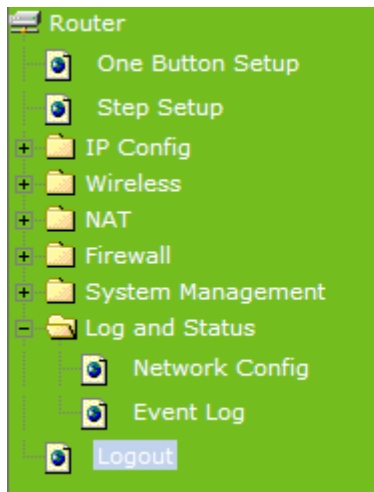 Router
One Button Setup
Step Setup
IP Config
Wireless
NAT
Firewall
System Management
Log and Status
Network Config
Event Log
Logout